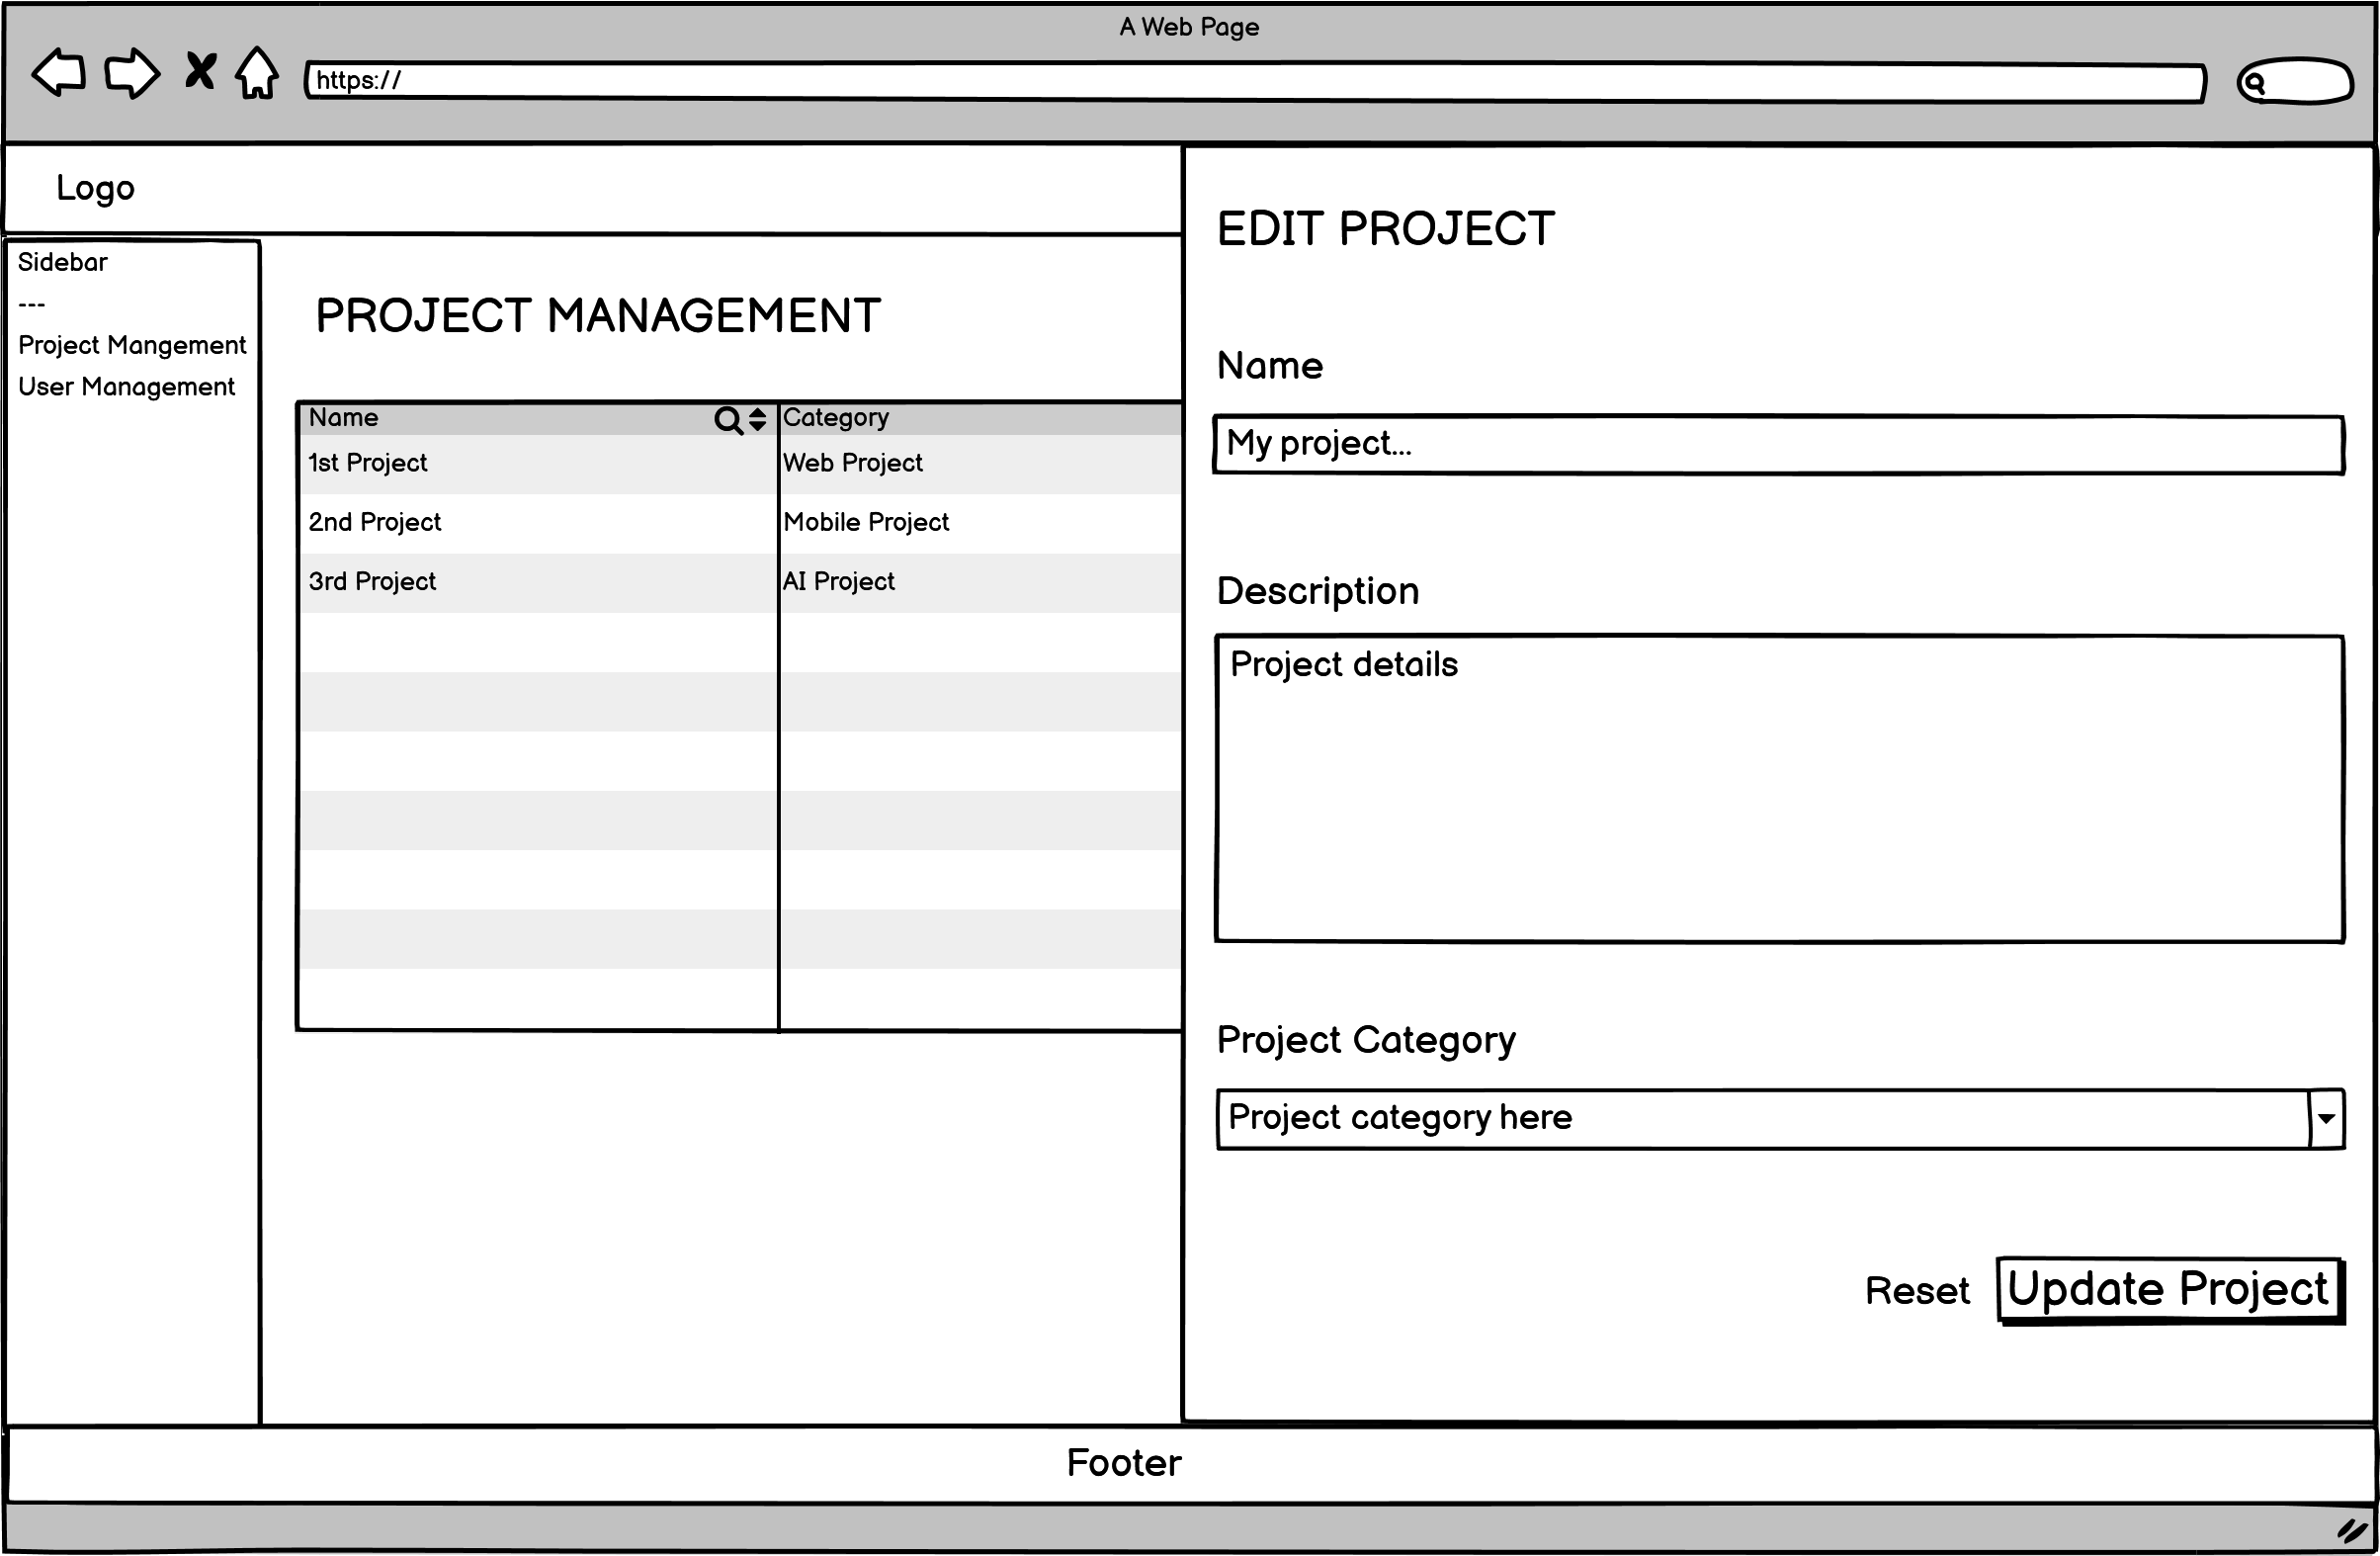 A Web Page
https://
Logo
Sidebar
---
Project Mangement
User Management
PROJECT MANAGEMENT
Name Category
1st Project Web Project
2nd Project Mobile Project
3rd Project AI Project
EDIT PROJECT
Name
My project...
Description
Project details
Project Category
Project category here
Reset Update Project
Footer